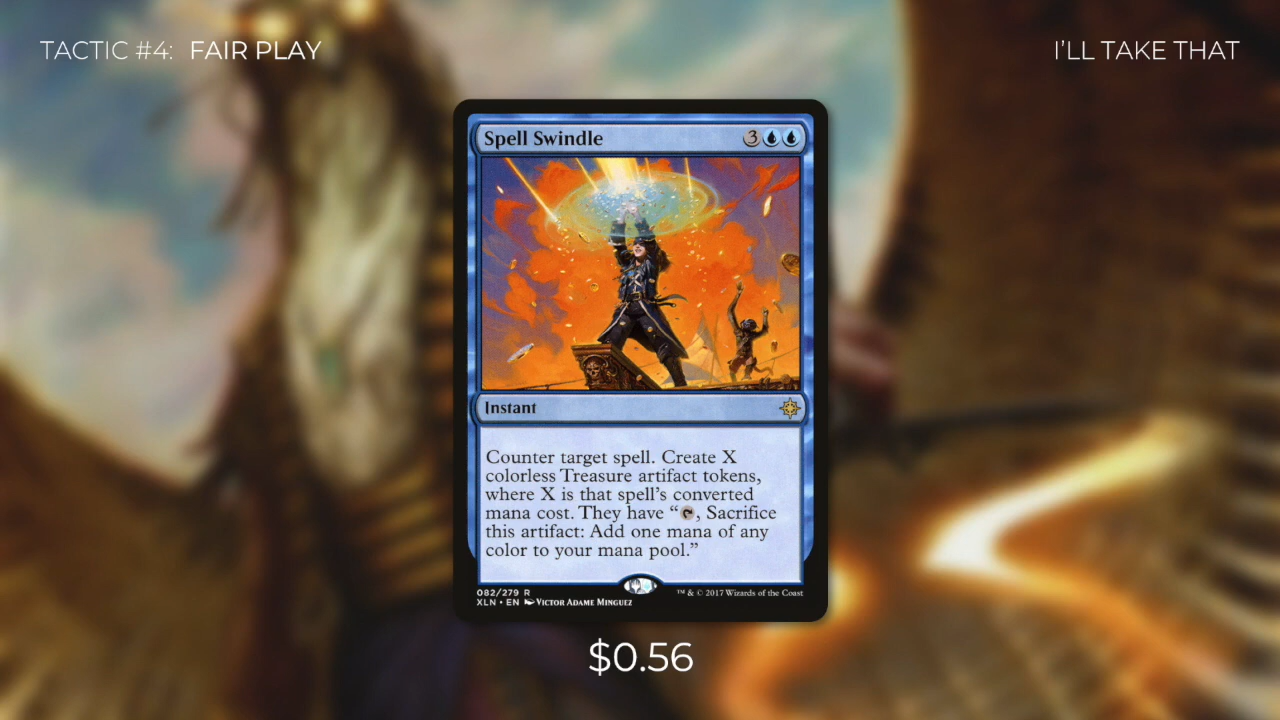 TACTIC #4: FAIR PLAY
I'LL TAKE THAT
Spell Swindle
3
Instant
Counter target spell. Create X
colorless Treasure artifact tokens,
where X is that spell's converted
mana cost. They have “, Sacrifice
this artifact: Add one mana of any
color to your mana pool.”
082/279 R
XLN • EN Victor Adame Minguez
™ & © 2017 Wizards of the Coast
$0.56